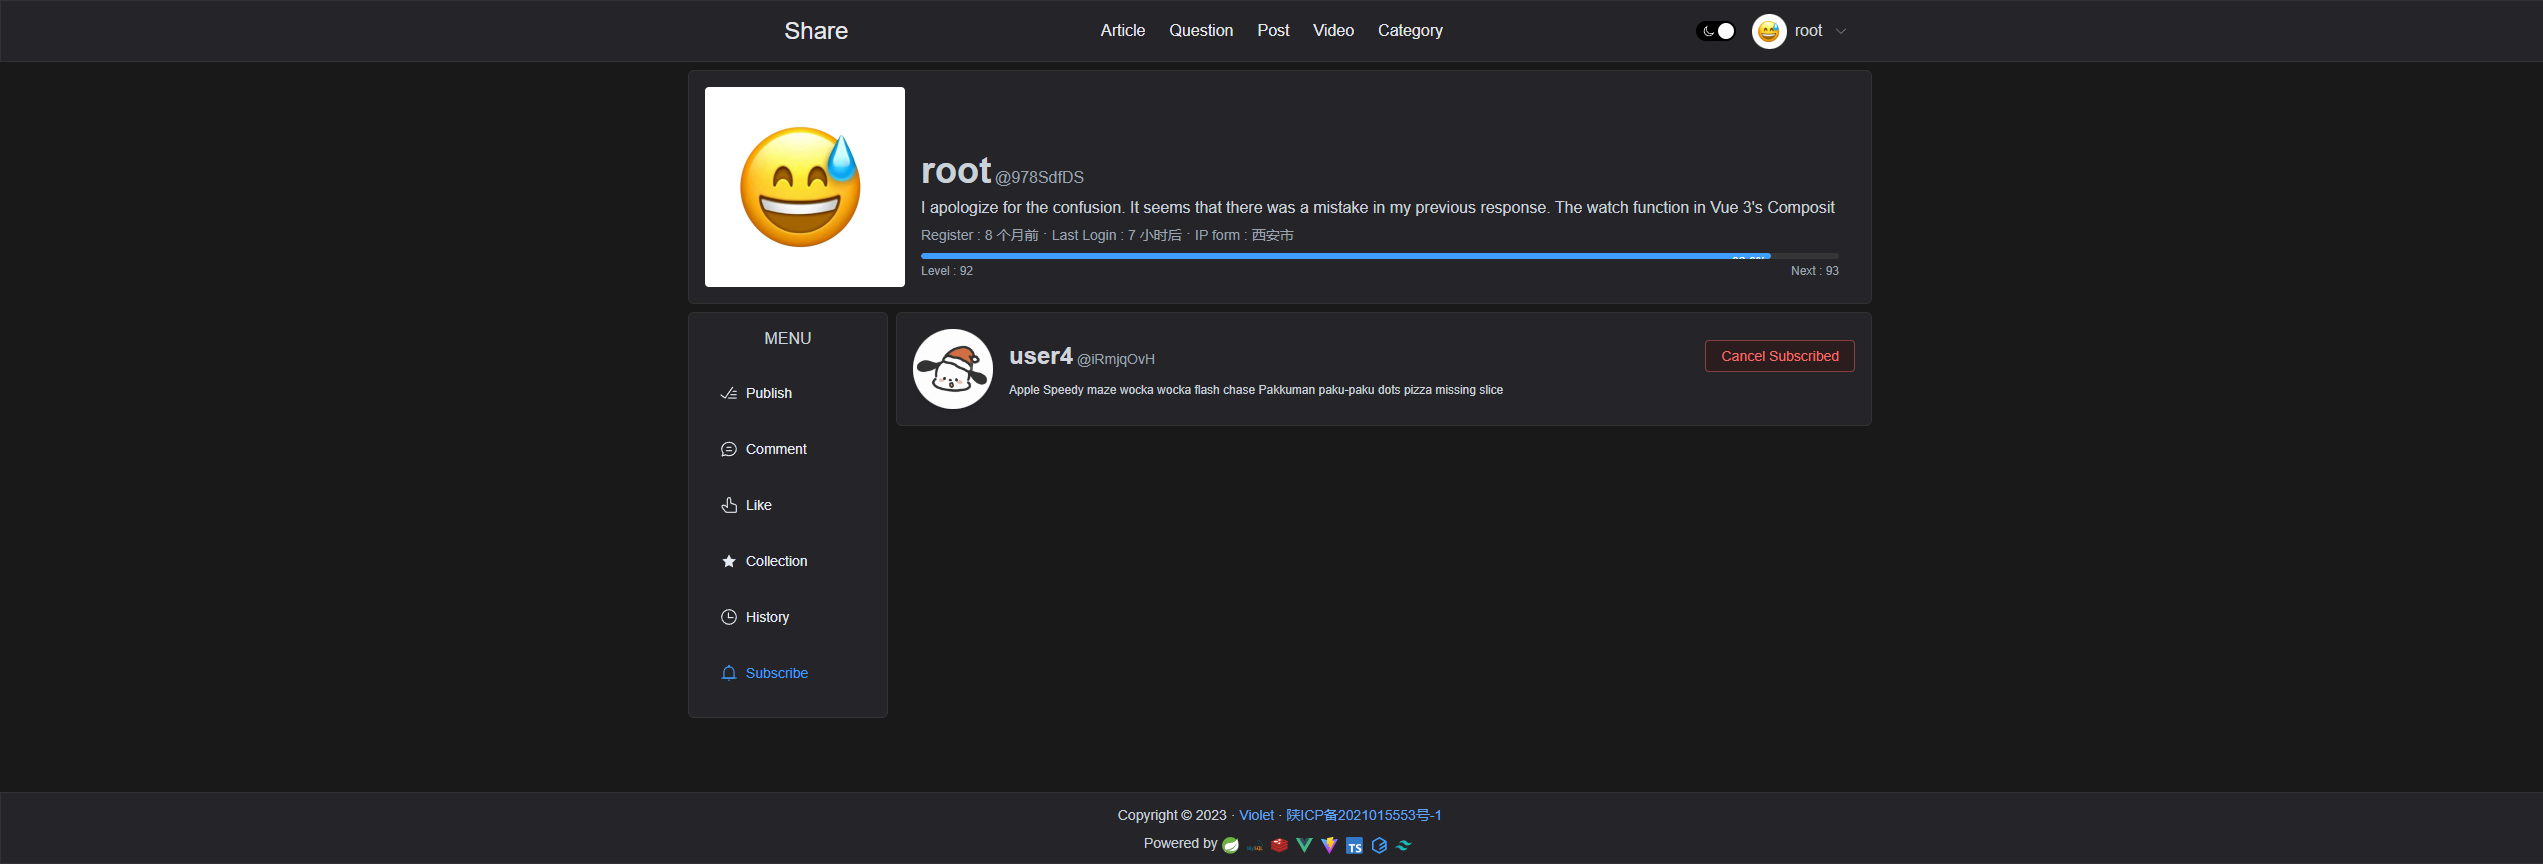 Share Article Question Post Video Category root
root @978SdfDS
I apologize for the confusion. It seems that there was a mistake in my previous response. The watch function in Vue 3's Composit
Register : 8 个月前 · Last Login : 7 小时后 · IP form : 西安市
Level : 92 Next : 93
MENU
Publish
Comment
Like
Collection
History
Subscribe
user4 @iRmjqOvH
Cancel Subscribed
Apple Speedy maze wocka wocka flash chase Pakkuman paku-paku dots pizza missing slice
Copyright © 2023 · Violet · 陕ICP备2021015553号-1
Powered by TS